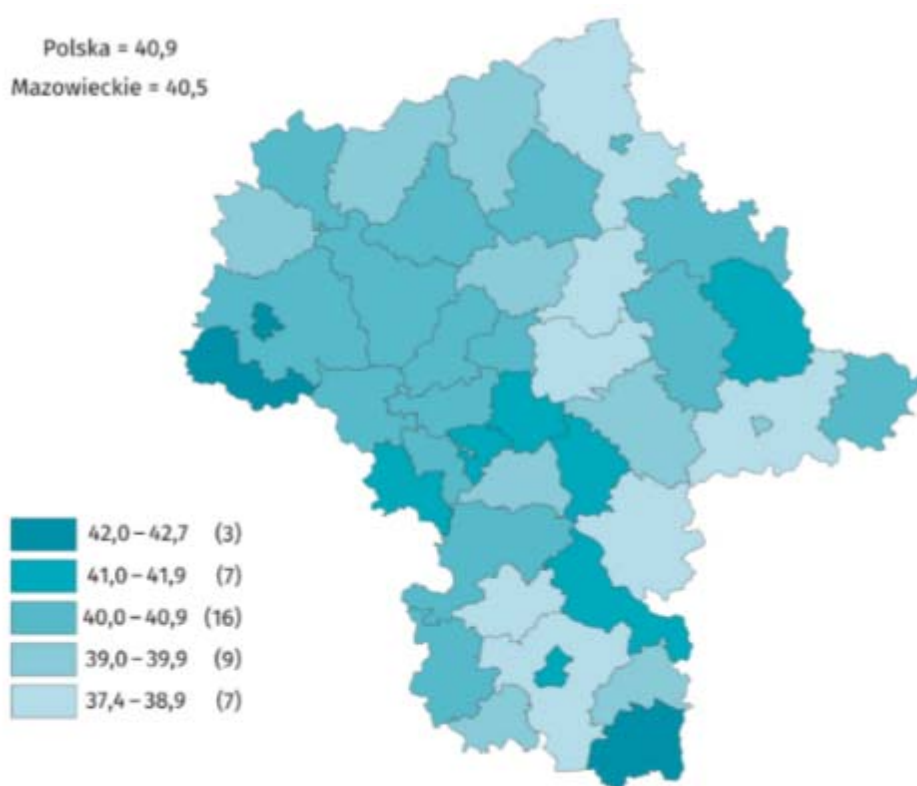 Polska = 40,9
Mazowieckie = 40,5
42,0–42,7 (3)
41,0–41,9 (7)
40,0–40,9 (16)
39,0–39,9 (9)
37,4–38,9 (7)